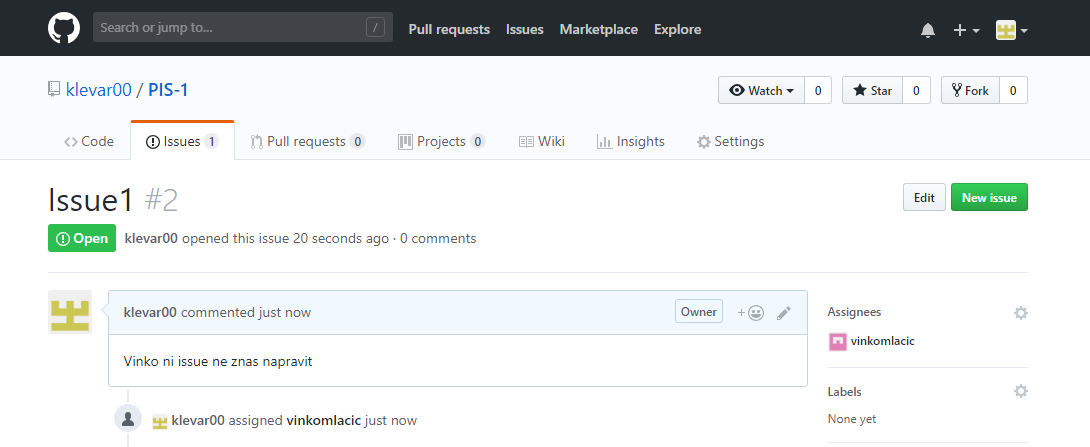 Search or jump to... / Pull requests Issues Marketplace Explore
klevar00 / PIS-1 Watch 0 Star 0 Fork 0
Code Issues 1 Pull requests 0 Projects 0 Wiki Insights Settings
Issue1 #2 Edit New issue
Open klevar00 opened this issue 20 seconds ago · 0 comments
klevar00 commented just now Owner +
Vinko ni issue ne znas napravit
klevar00 assigned vinkomlacic just now
Assignees
vinkomlacic
Labels
None yet